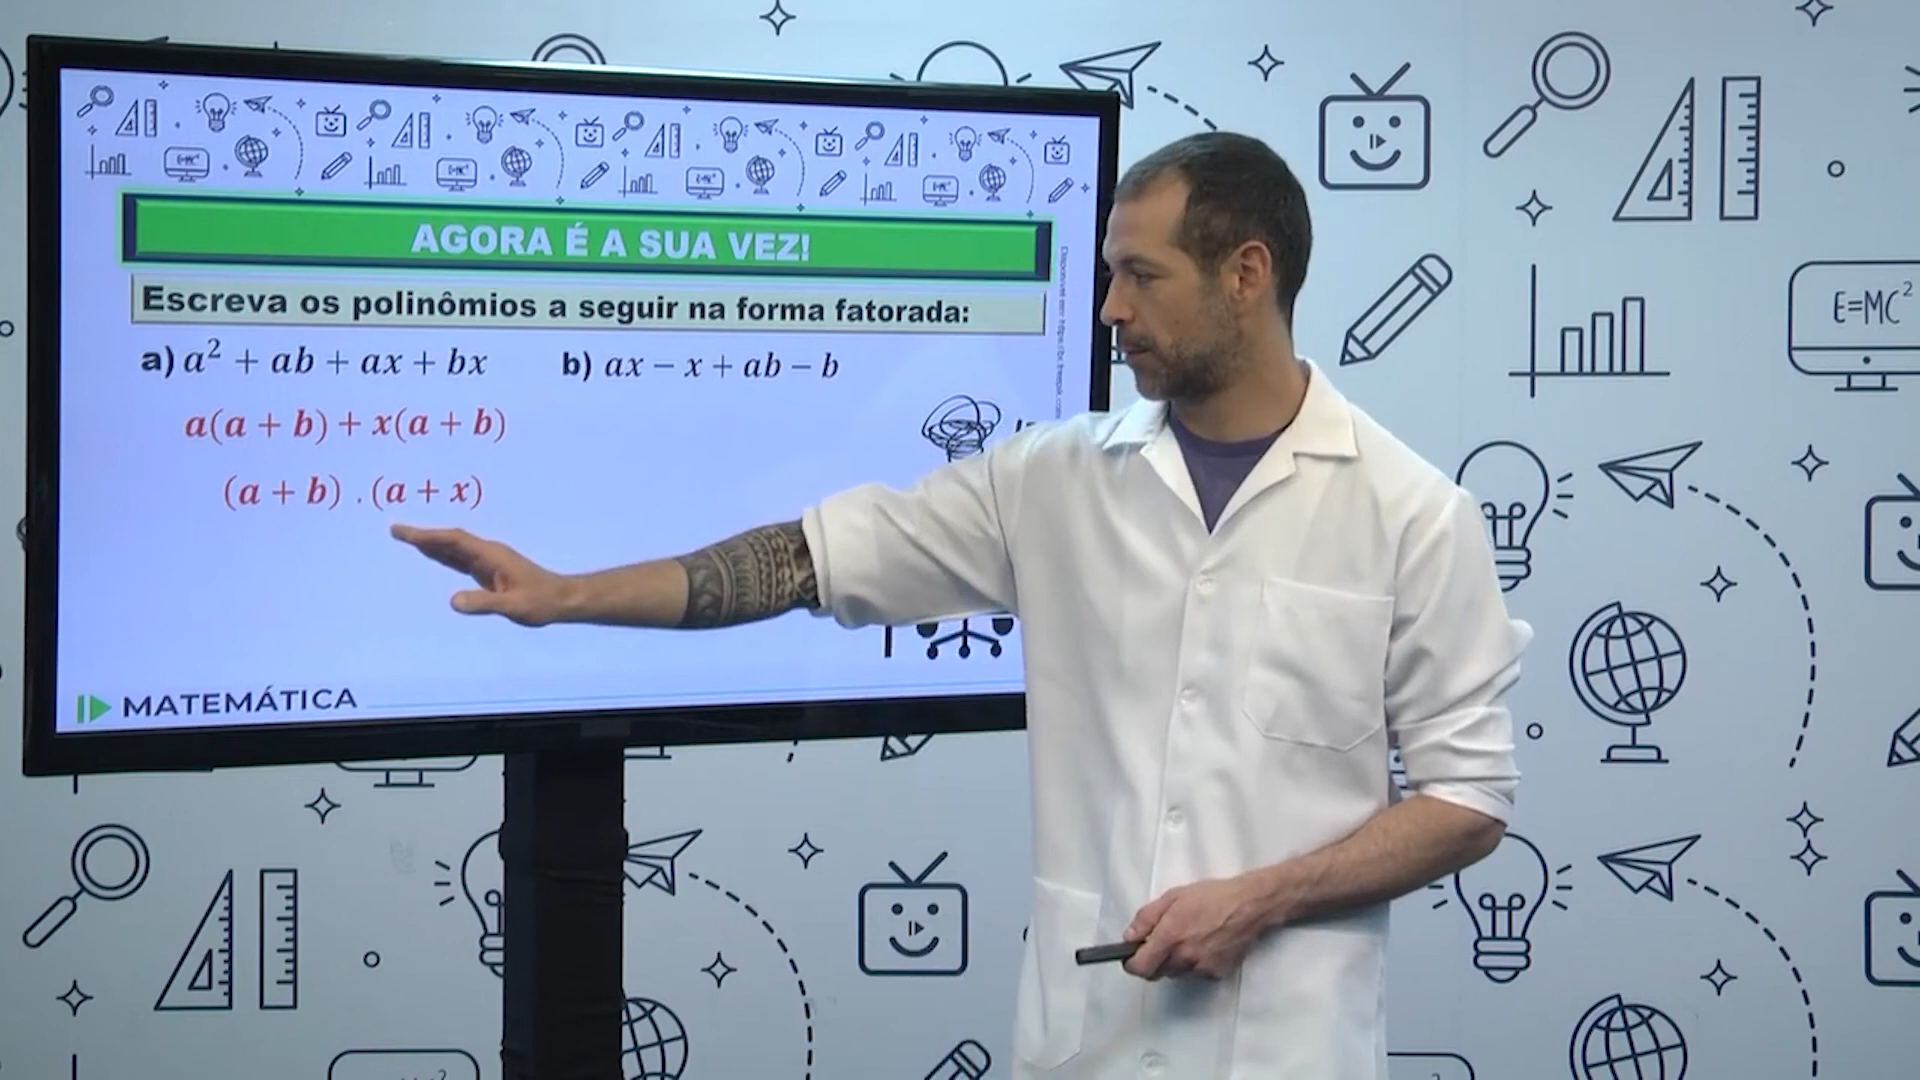 AGORA É A SUA VEZ!
Escreva os polinômios a seguir na forma fatorada:
a) a² + ab + ax + bx
b) ax − x + ab − b
a(a + b) + x(a + b)
(a + b) . (a + x)
MATEMÁTICA
E=MC²